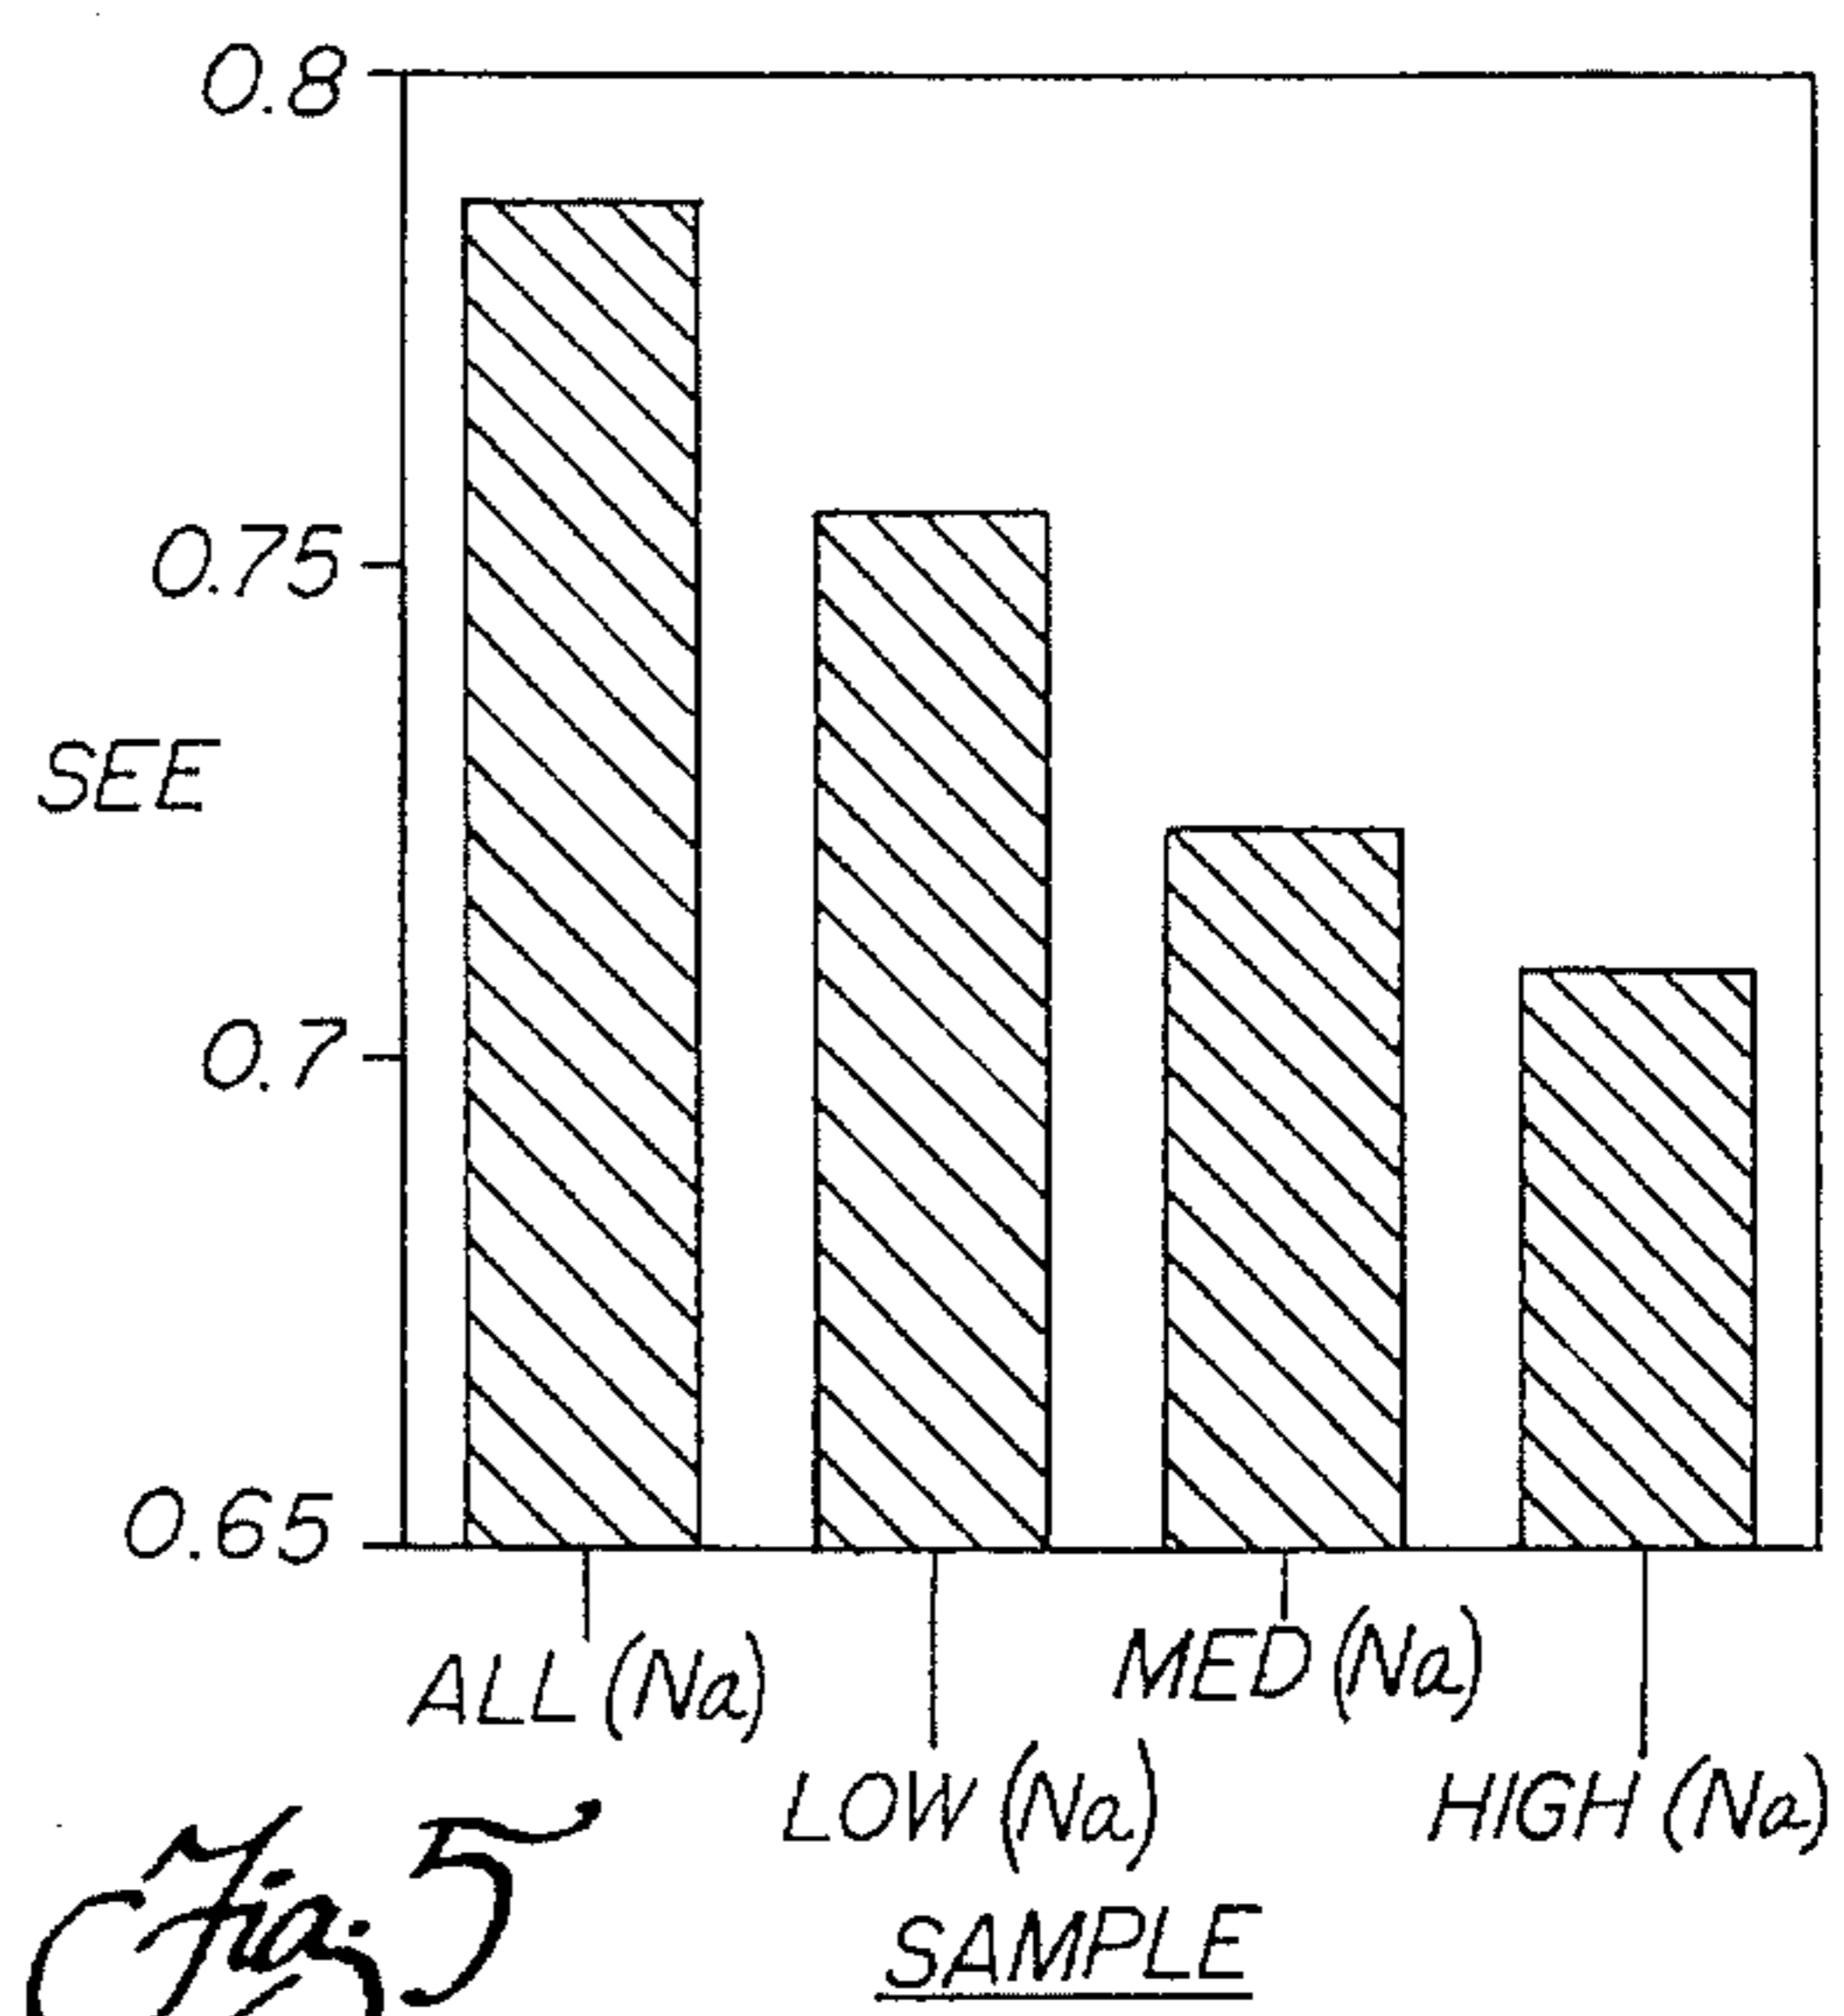 0.8
0.75
SEE
0.7
0.65
ALL (Na)
MED (Na)
LOW (Na)
HIGH (Na)
SAMPLE
Fig. 5